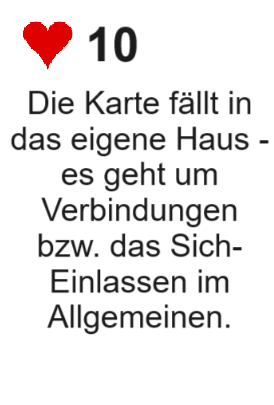 ♥ 10
Die Karte fällt in
das eigene Haus -
es geht um
Verbindungen
bzw. das Sich-
Einlassen im
Allgemeinen.